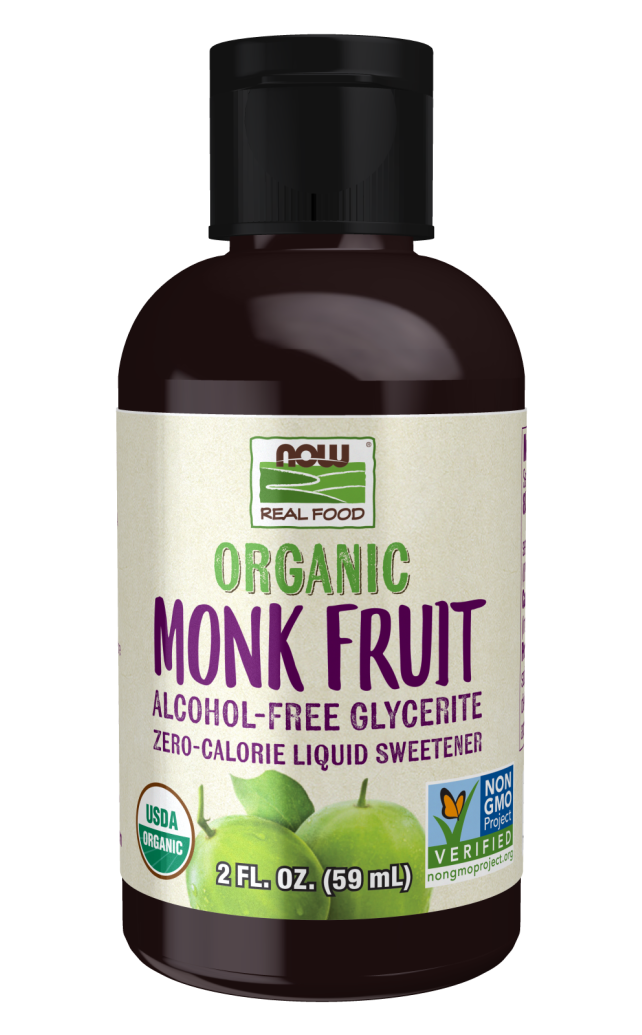 now®
REAL FOOD
ORGANIC
MONK FRUIT
ALCOHOL-FREE GLYCERITE
ZERO-CALORIE LIQUID SWEETENER
USDA
ORGANIC
2 FL. OZ. (59 mL)
NON
GMO
Project
VERIFIED
nongmoproject.org